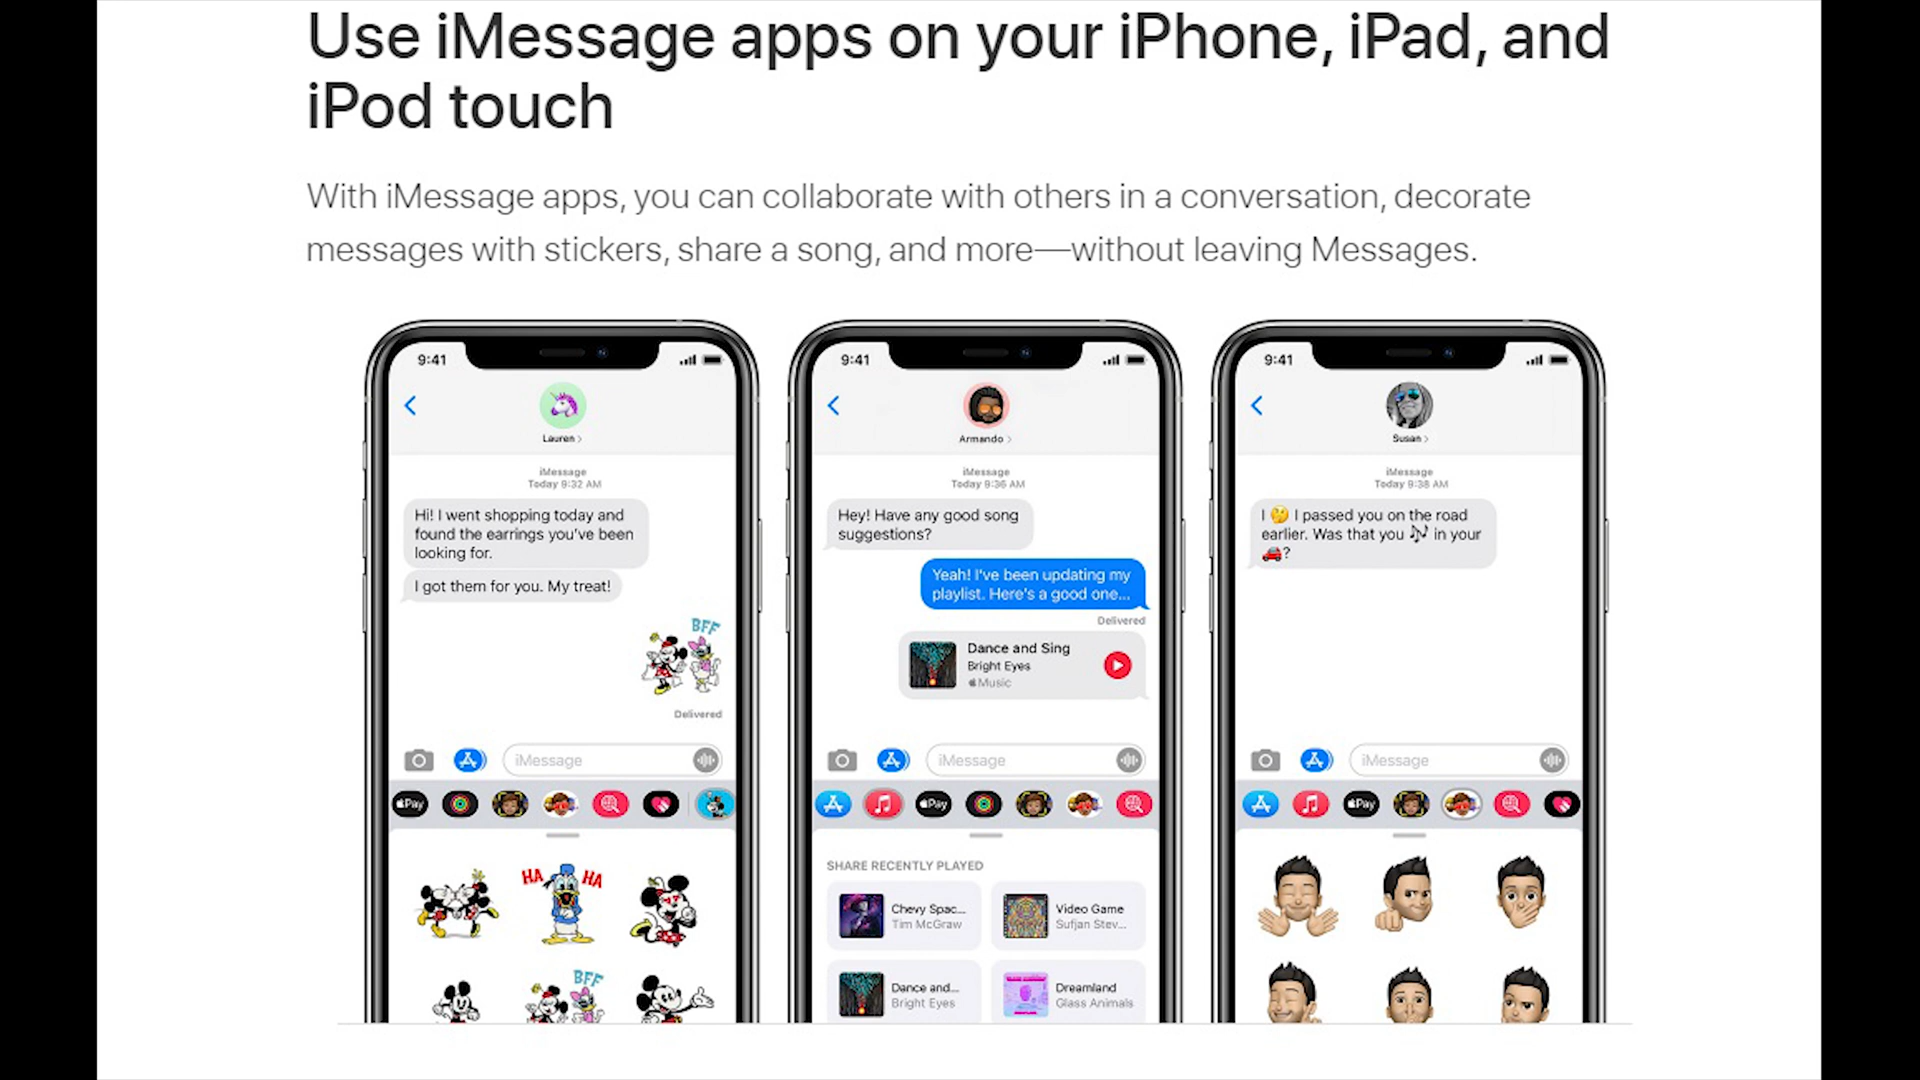 Use iMessage apps on your iPhone, iPad, and
iPod touch
With iMessage apps, you can collaborate with others in a conversation, decorate
messages with stickers, share a song, and more—without leaving Messages.
9:41
Lauren
iMessage
Today 9:32 AM
Hi! I went shopping today and
found the earrings you've been
looking for.
I got them for you. My treat!
BFF
Delivered
iMessage
Pay
HA HA
BFF
9:41
Armando
iMessage
Today 9:36 AM
Hey! Have any good song
suggestions?
Yeah! I've been updating my
playlist. Here's a good one...
Delivered
Dance and Sing
Bright Eyes
Music
iMessage
Pay
SHARE RECENTLY PLAYED
Chevy Spac...
Tim McGraw
Video Game
Sufjan Stev...
Dance and...
Bright Eyes
Dreamland
Glass Animals
9:41
Susan
iMessage
Today 9:38 AM
I 🤔 I passed you on the road
earlier. Was that you 🎶 in your
🚗?
iMessage
Pay